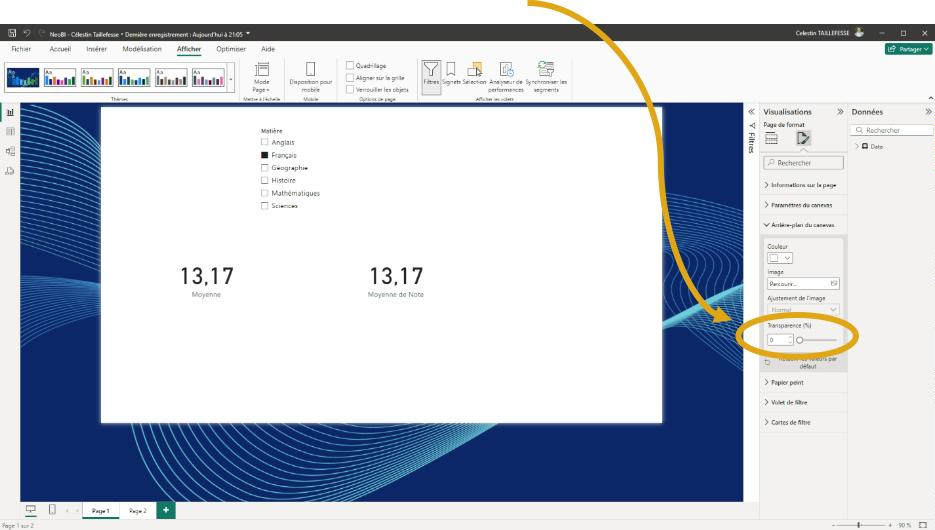 NeoBI - Célestin Taillefesse • Dernière enregistrement : Aujourd'hui à 21:05
Celestin TAILLEFESSE
Fichier Accueil Insérer Modélisation Afficher Optimiser Aide
Partager
Aa Aa Aa Aa Aa Aa
Mode Page
Disposition pour mobile
Quadrillage
Aligner sur la grille
Verrouiller les objets
Filtres Signets Sélection Analyseur de performances Synchroniser les segments
Thèmes Mettre à l'échelle Mobile Options de page Afficher les volets
Filtres
Visualisations
Page de format
Rechercher
Informations sur la page
Paramètres du canevas
Arrière-plan du canevas
Couleur
Image
Parcourir...
Ajustement de l'image
Normal
Transparence (%)
0
défaut
Papier peint
Volet de filtre
Cartes de filtre
Données
Rechercher
Data
Matière
Anglais
Français
Géographie
Histoire
Mathématiques
Sciences
13,17
Moyenne
13,17
Moyenne de Note
Page 1 Page 2
Page 1 sur 2
90 %